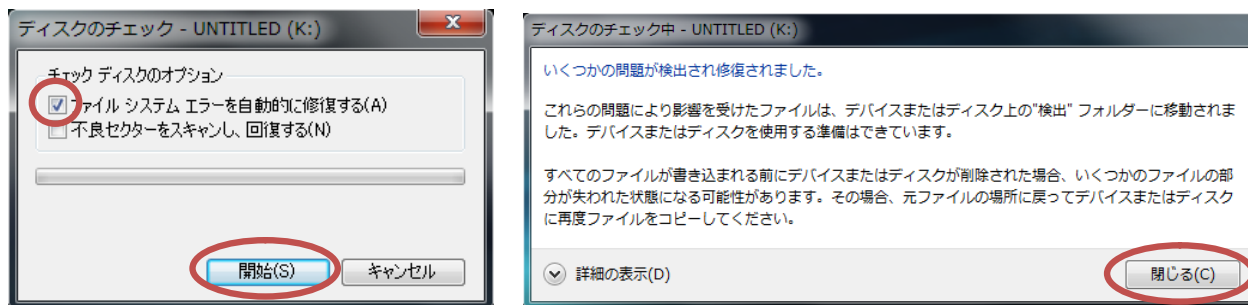 ディスクのチェック - UNTITLED (K:)
チェック ディスクのオプション
ファイル システム エラーを自動的に修復する(A)
不良セクターをスキャンし、回復する(N)
開始(S)
キャンセル
ディスクのチェック中 - UNTITLED (K:)
いくつかの問題が検出され修復されました。
これらの問題により影響を受けたファイルは、デバイスまたはディスク上の"検出" フォルダーに移動されま
した。デバイスまたはディスクを使用する準備はできています。
すべてのファイルが書き込まれる前にデバイスまたはディスクが削除された場合、いくつかのファイルの部
分が失われた状態になる可能性があります。その場合、元ファイルの場所に戻ってデバイスまたはディスク
に再度ファイルをコピーしてください。
詳細の表示(D)
閉じる(C)